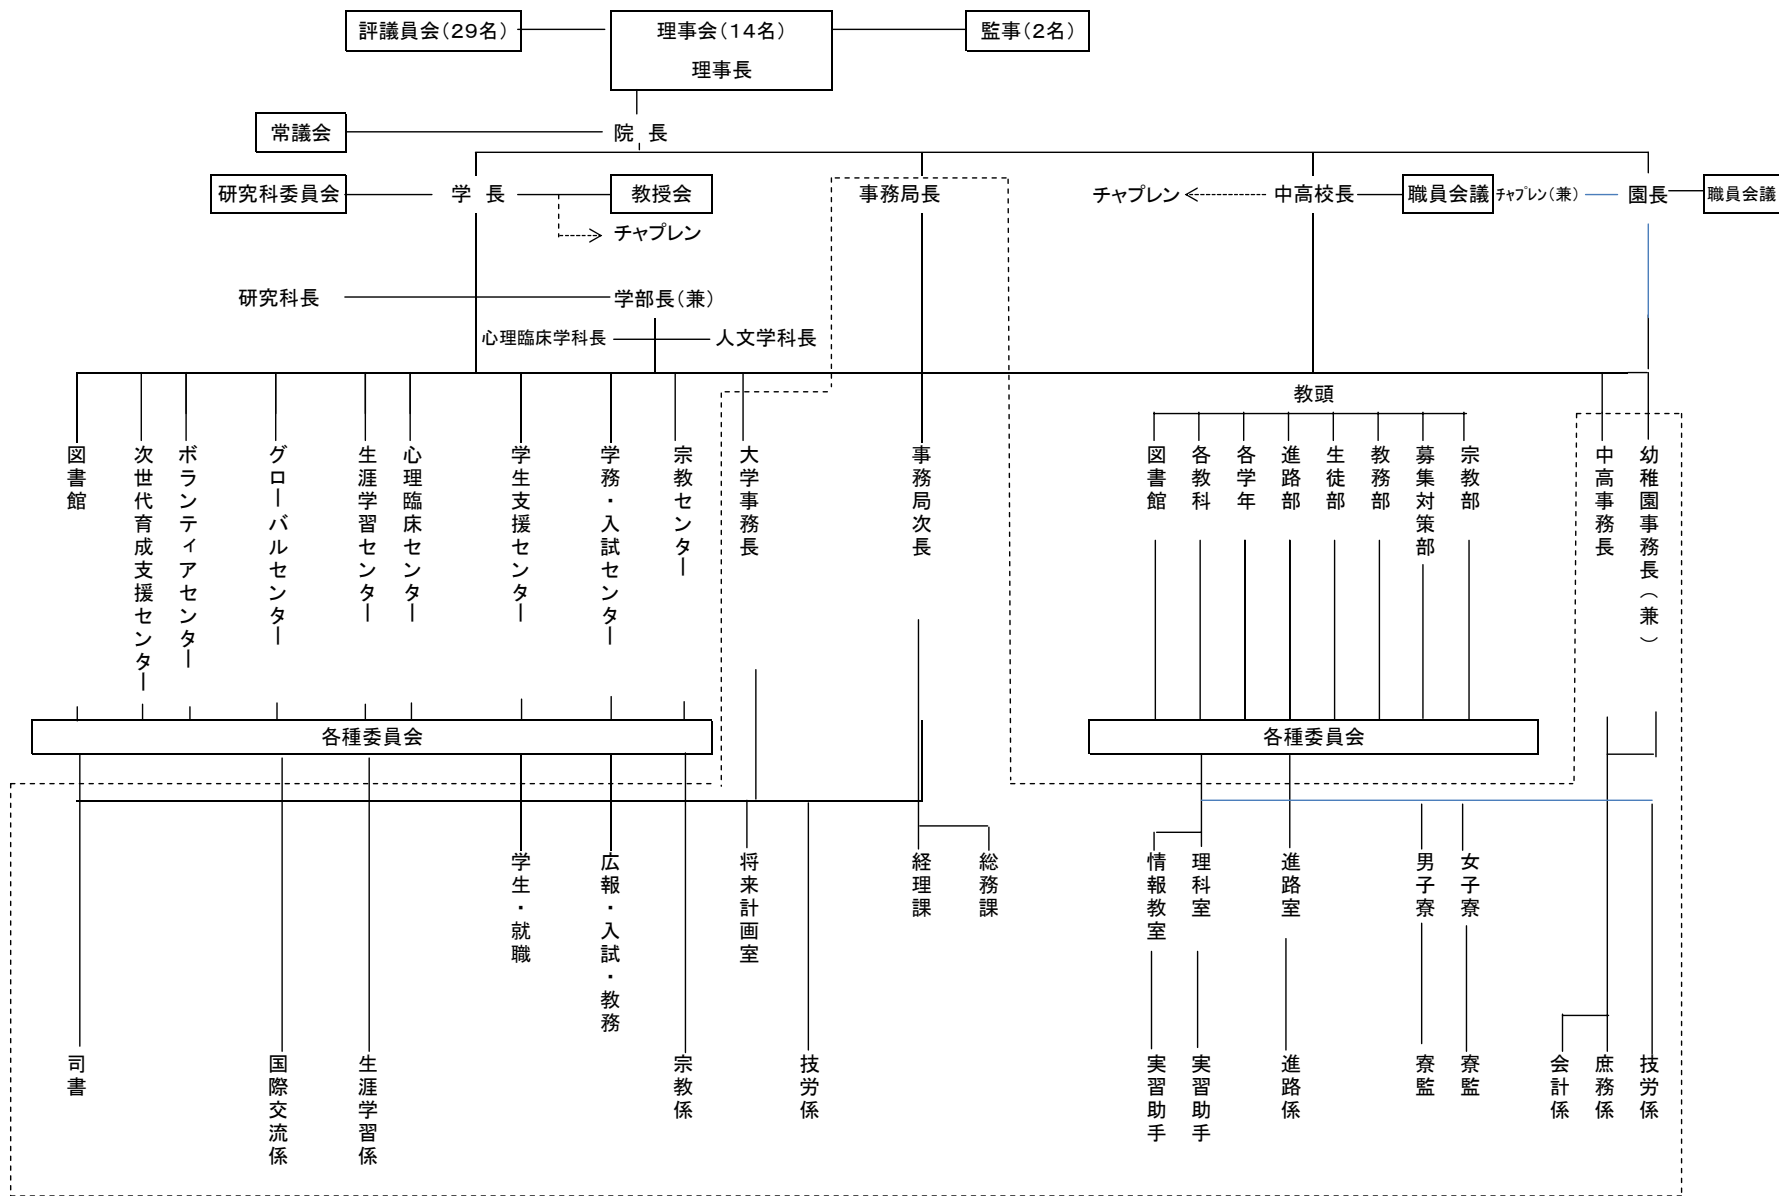 評議員会(29名)
理事会(14名)
理事長
監事(2名)
常議会
院 長
研究科委員会
学 長
教授会
チャプレン
事務局長
チャプレン
中高校長
職員会議
チャプレン(兼)
園長
職員会議
研究科長
学部長(兼)
心理臨床学科長
人文学科長
教頭
図書館
次世代育成支援センター
ボランティアセンター
グローバルセンター
生涯学習センター
心理臨床センター
学生支援センター
学務・入試センター
宗教センター
大学事務長
事務局次長
図書館
各教科
各学年
進路部
生徒部
教務部
募集対策部
宗教部
中高事務長
幼稚園事務長(兼)
各種委員会
各種委員会
学生・就職
広報・入試・教務
将来計画室
経理課
総務課
情報教室
理科室
進路室
男子寮
女子寮
司書
国際交流係
生涯学習係
宗教係
技労係
実習助手
実習助手
進路係
寮監
寮監
会計係
庶務係
技労係